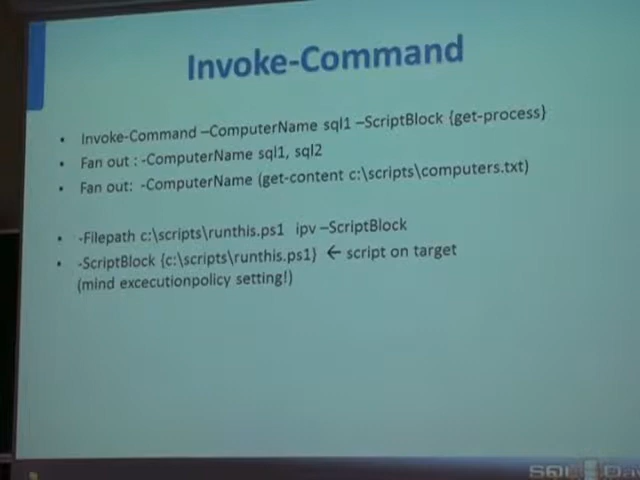 Invoke-Command
• Invoke-Command –ComputerName sql1 –ScriptBlock {get-process}
• Fan out : -ComputerName sql1, sql2
• Fan out: -ComputerName (get-content c:\scripts\computers.txt)
• -Filepath c:\scripts\runthis.ps1 ipv –ScriptBlock
• -ScriptBlock {c:\scripts\runthis.ps1} ← script on target
(mind excecutionpolicy setting!)